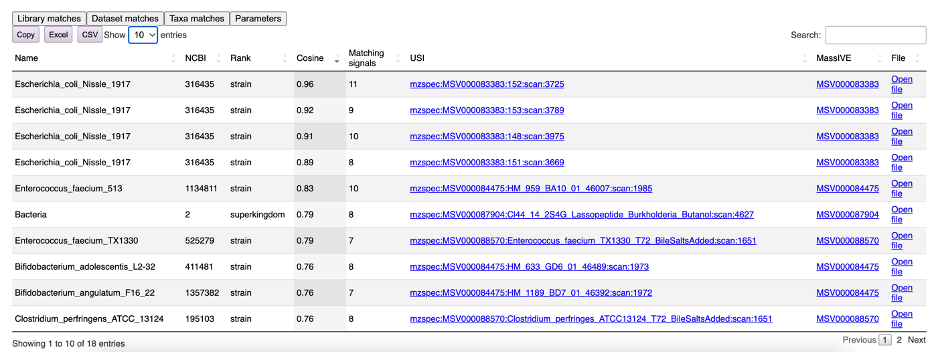 Library matches Dataset matches Taxa matches Parameters
Copy Excel CSV Show 10 entries Search:
Name NCBI Rank Cosine Matching signals USI MassIVE File
Escherichia_coli_Nissle_1917 316435 strain 0.96 11 mzspec:MSV000083383:152:scan:3725 MSV000083383 Open file
Escherichia_coli_Nissle_1917 316435 strain 0.92 9 mzspec:MSV000083383:153:scan:3789 MSV000083383 Open file
Escherichia_coli_Nissle_1917 316435 strain 0.91 10 mzspec:MSV000083383:148:scan:3975 MSV000083383 Open file
Escherichia_coli_Nissle_1917 316435 strain 0.89 8 mzspec:MSV000083383:151:scan:3669 MSV000083383 Open file
Enterococcus_faecium_513 1134811 strain 0.83 10 mzspec:MSV000084475:HM_959_BA10_01_46007:scan:1985 MSV000084475 Open file
Bacteria 2 superkingdom 0.79 8 mzspec:MSV000087904:CI44_14_2S4G_Lassopeptide_Burkholderia_Butanol:scan:4627 MSV000087904 Open file
Enterococcus_faecium_TX1330 525279 strain 0.79 7 mzspec:MSV000088570:Enterococcus_faecium_TX1330_T72_BileSaltsAdded:scan:1651 MSV000088570 Open file
Bifidobacterium_adolescentis_L2-32 411481 strain 0.76 8 mzspec:MSV000084475:HM_633_GD6_01_46489:scan:1973 MSV000084475 Open file
Bifidobacterium_angulatum_F16_22 1357382 strain 0.76 7 mzspec:MSV000084475:HM_1189_BD7_01_46392:scan:1972 MSV000084475 Open file
Clostridium_perfringens_ATCC_13124 195103 strain 0.76 8 mzspec:MSV000088570:Clostridium_perfringes_ATCC13124_T72_BileSaltsAdded:scan:1651 MSV000088570 Open file
Showing 1 to 10 of 18 entries Previous 1 2 Next